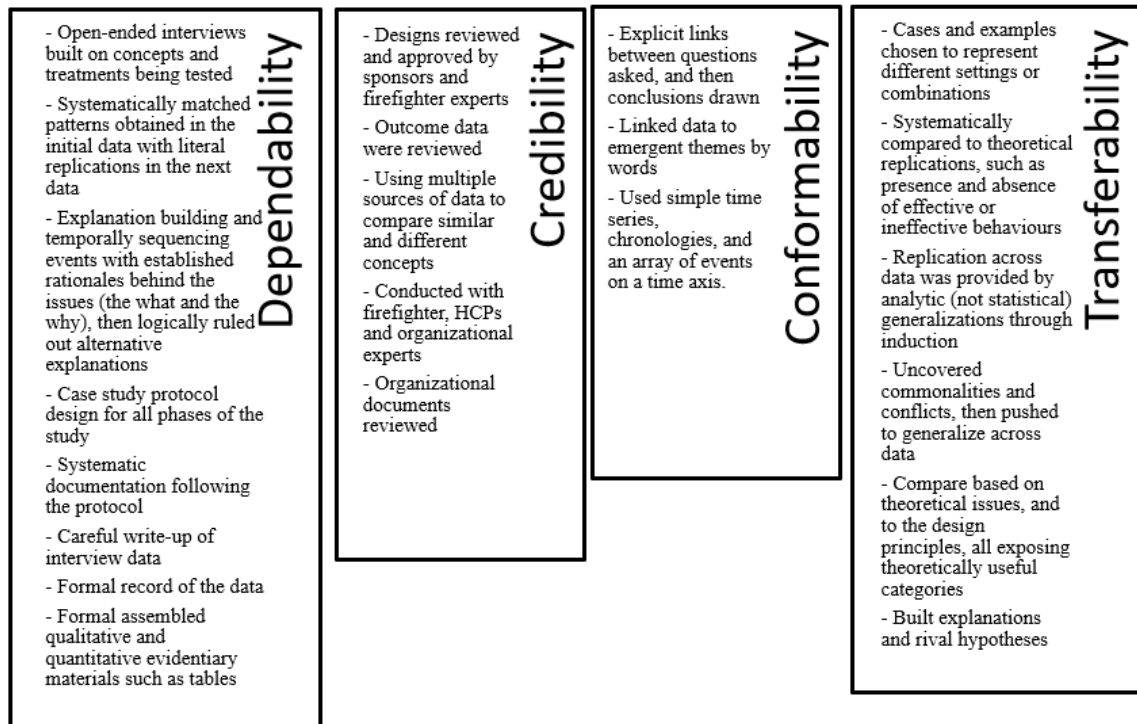 - Open-ended interviews
built on concepts and
treatments being tested
- Systematically matched
patterns obtained in the
initial data with literal
replications in the next
data
- Explanation building and
temporally sequencing
events with established
rationales behind the
issues (the what and the
why), then logically ruled
out alternative
explanations
- Case study protocol
design for all phases of the
study
- Systematic
documentation following
the protocol
- Careful write-up of
interview data
- Formal record of the data
- Formal assembled
qualitative and
quantitative evidentiary
materials such as tables
Dependability
- Designs reviewed
and approved by
sponsors and
firefighter experts
- Outcome data
were reviewed
- Using multiple
sources of data to
compare similar
and different
concepts
- Conducted with
firefighter, HCPs
and organizational
experts
- Organizational
documents
reviewed
Credibility
- Explicit links
between questions
asked, and then
conclusions drawn
- Linked data to
emergent themes by
words
- Used simple time
series,
chronologies, and
an array of events
on a time axis.
Conformability
- Cases and examples
chosen to represent
different settings or
combinations
- Systematically
compared to theoretical
replications, such as
presence and absence
of effective or
ineffective behaviours
- Replication across
data was provided by
analytic (not statistical)
generalizations through
induction
- Uncovered
commonalities and
conflicts, then pushed
to generalize across
data
- Compare based on
theoretical issues, and
to the design
principles, all exposing
theoretically useful
categories
- Built explanations
and rival hypotheses
Transferability